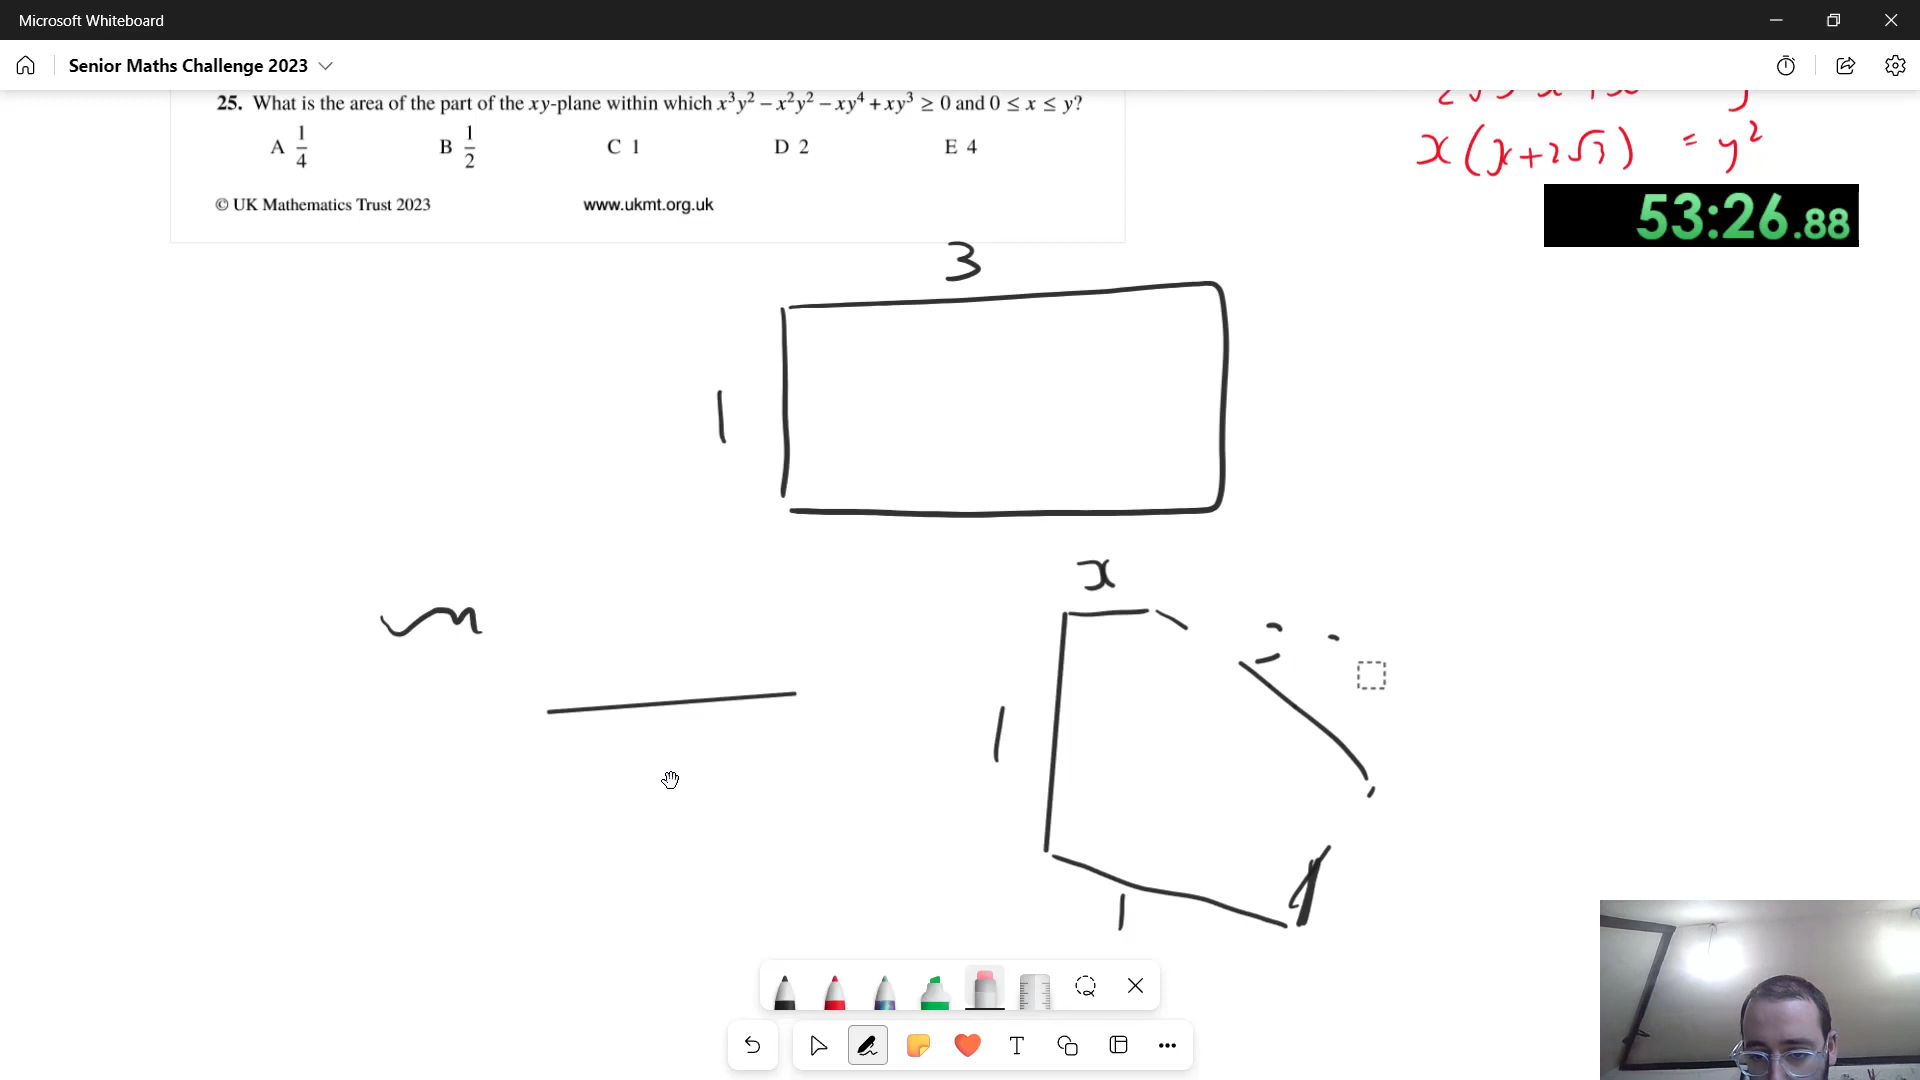 Microsoft Whiteboard
Senior Maths Challenge 2023
25. What is the area of the part of the xy-plane within which x³y² − x²y² − xy⁴ + xy³ ≥ 0 and 0 ≤ x ≤ y?
A 1/4 B 1/2 C 1 D 2 E 4
© UK Mathematics Trust 2023 www.ukmt.org.uk
x(x+2√3) = y²
53:26.88
3
1
x
1
1